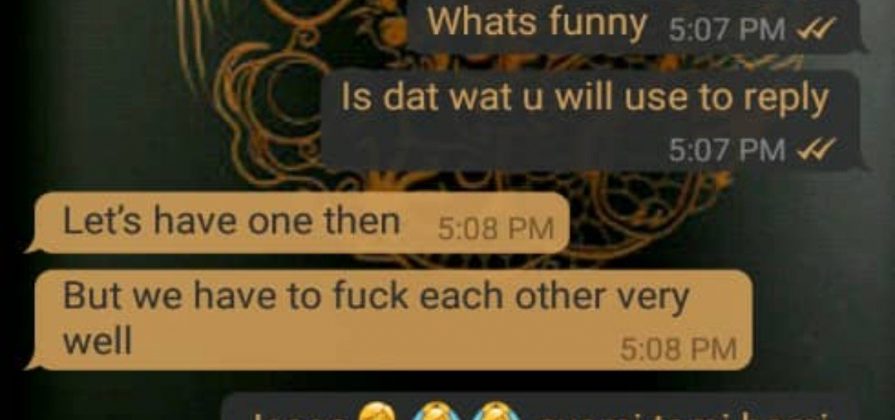 Whats funny 5:07 PM
Is dat wat u will use to reply
5:07 PM
Let's have one then 5:08 PM
But we have to fuck each other very
well 5:08 PM